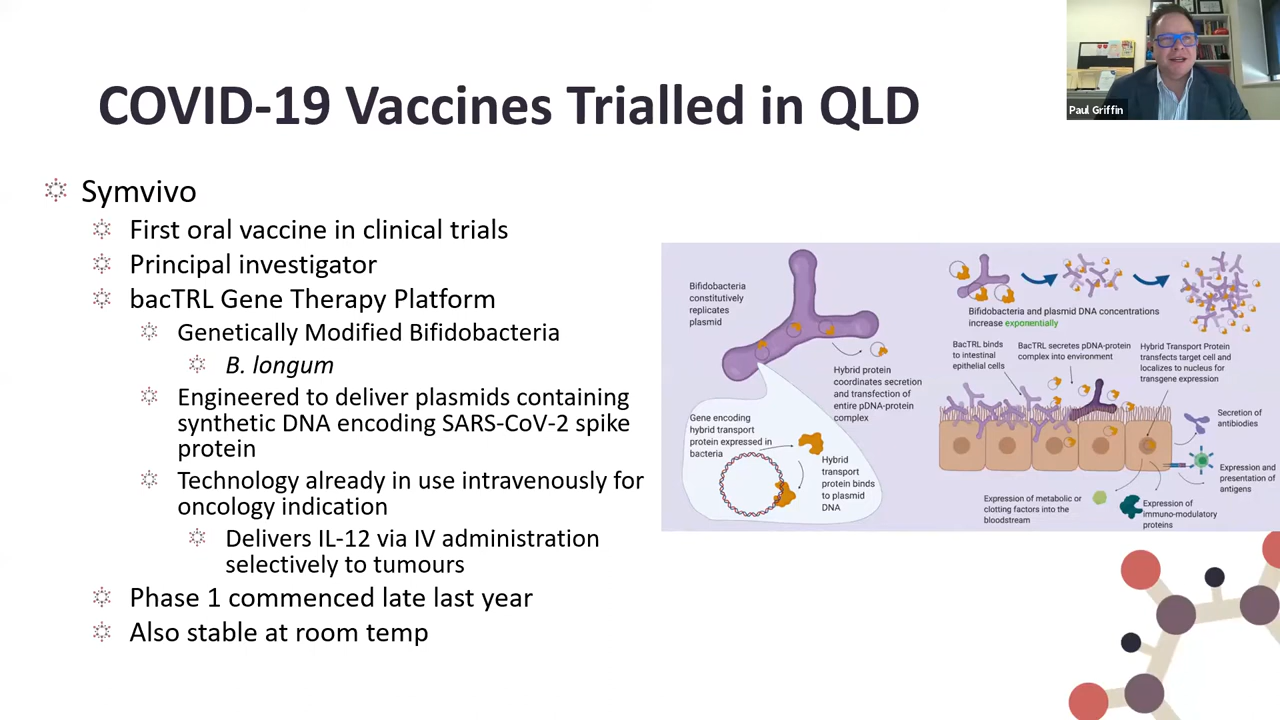 COVID-19 Vaccines Trialled in QLD
Paul Griffin
Symvivo
First oral vaccine in clinical trials
Principal investigator
bacTRL Gene Therapy Platform
Genetically Modified Bifidobacteria
B. longum
Engineered to deliver plasmids containing
synthetic DNA encoding SARS-CoV-2 spike
protein
Technology already in use intravenously for
oncology indication
Delivers IL-12 via IV administration
selectively to tumours
Phase 1 commenced late last year
Also stable at room temp
Bifidobacteria
constitutively
replicates
plasmid
Hybrid protein
coordinates secretion
and transfection of
entire pDNA-protein
complex
Gene encoding
hybrid transport
protein expressed in
bacteria
Hybrid
transport
protein binds
to plasmid
DNA
Bifidobacteria and plasmid DNA concentrations
increase exponentially
BacTRL binds
to intestinal
epithelial cells
BacTRL secretes pDNA-protein
complex into environment
Hybrid Transport Protein
transfects target cell and
localizes to nucleus for
transgene expression
Secretion of
antibodies
Expression and
presentation of
antigens
Expression of metabolic or
clotting factors into the
bloodstream
Expression of
immuno-modulatory
proteins